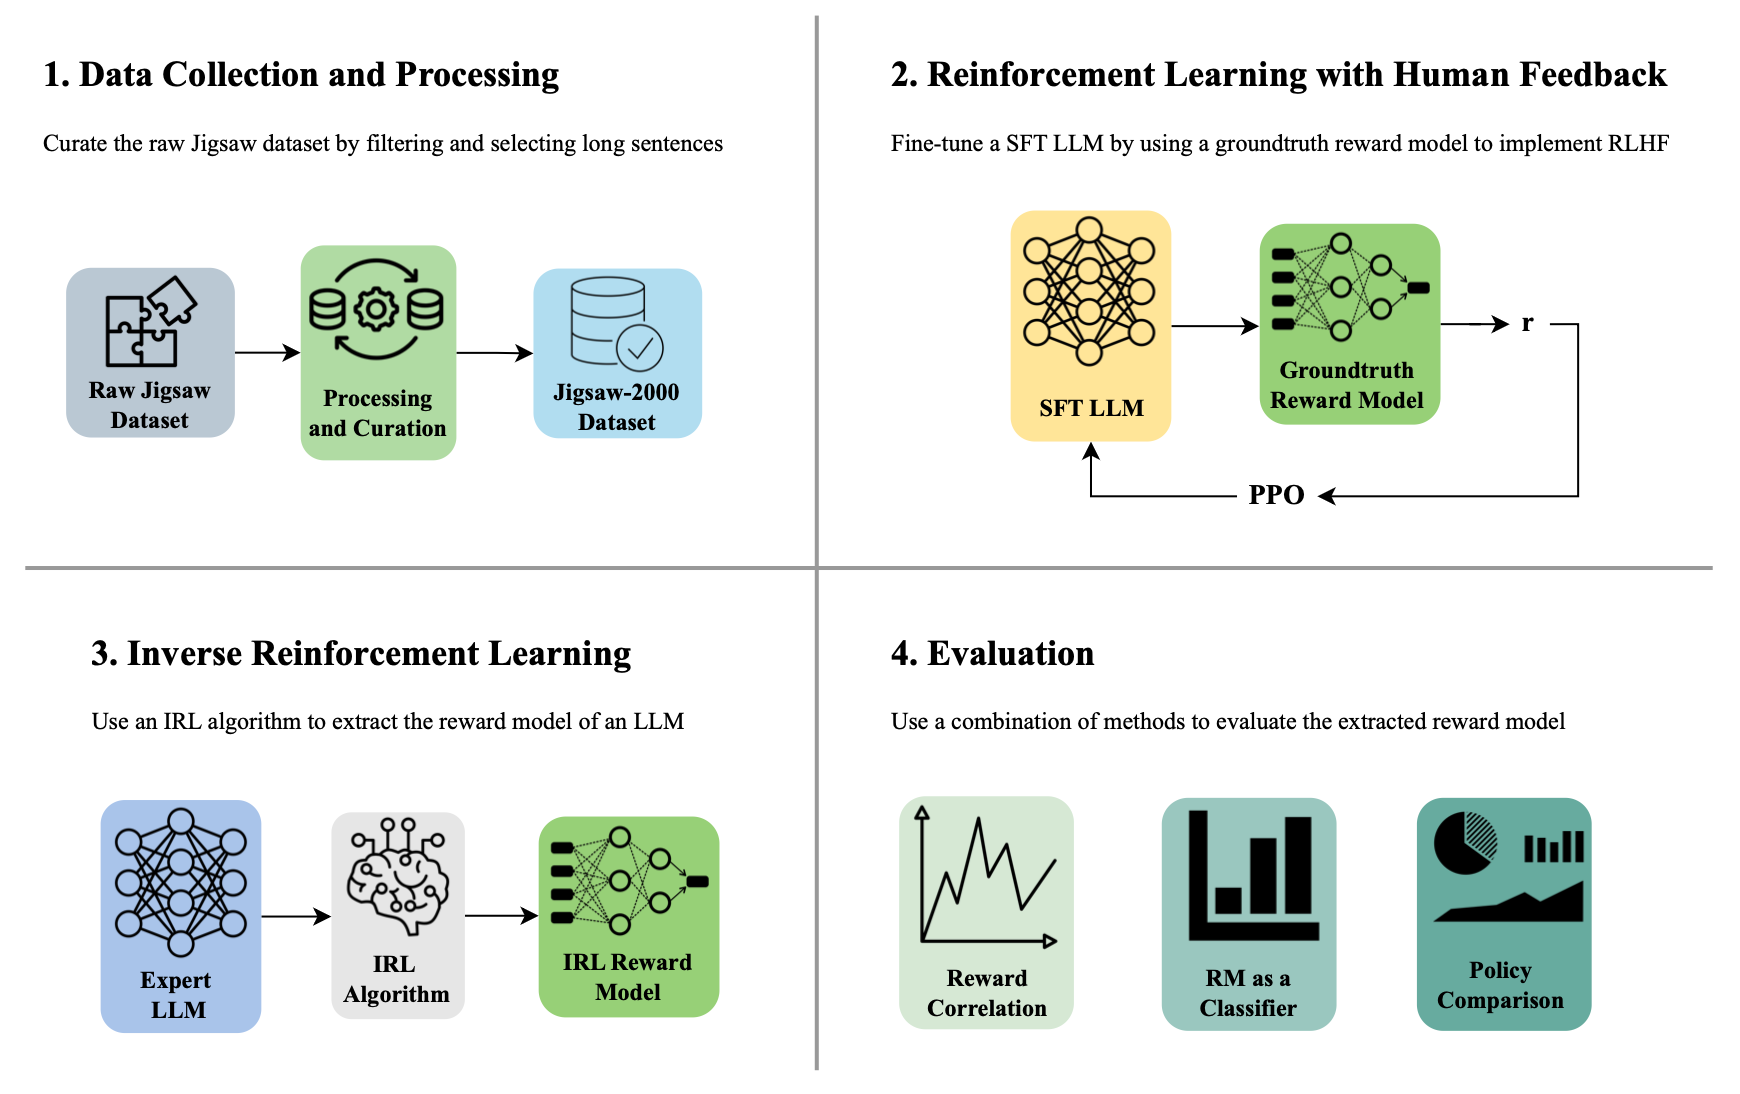 1. Data Collection and Processing
Curate the raw Jigsaw dataset by filtering and selecting long sentences
Raw Jigsaw
Dataset
Processing
and Curation
Jigsaw-2000
Dataset
2. Reinforcement Learning with Human Feedback
Fine-tune a SFT LLM by using a groundtruth reward model to implement RLHF
SFT LLM
Groundtruth
Reward Model
r
PPO
3. Inverse Reinforcement Learning
Use an IRL algorithm to extract the reward model of an LLM
Expert
LLM
IRL
Algorithm
IRL Reward
Model
4. Evaluation
Use a combination of methods to evaluate the extracted reward model
Reward
Correlation
RM as a
Classifier
Policy
Comparison